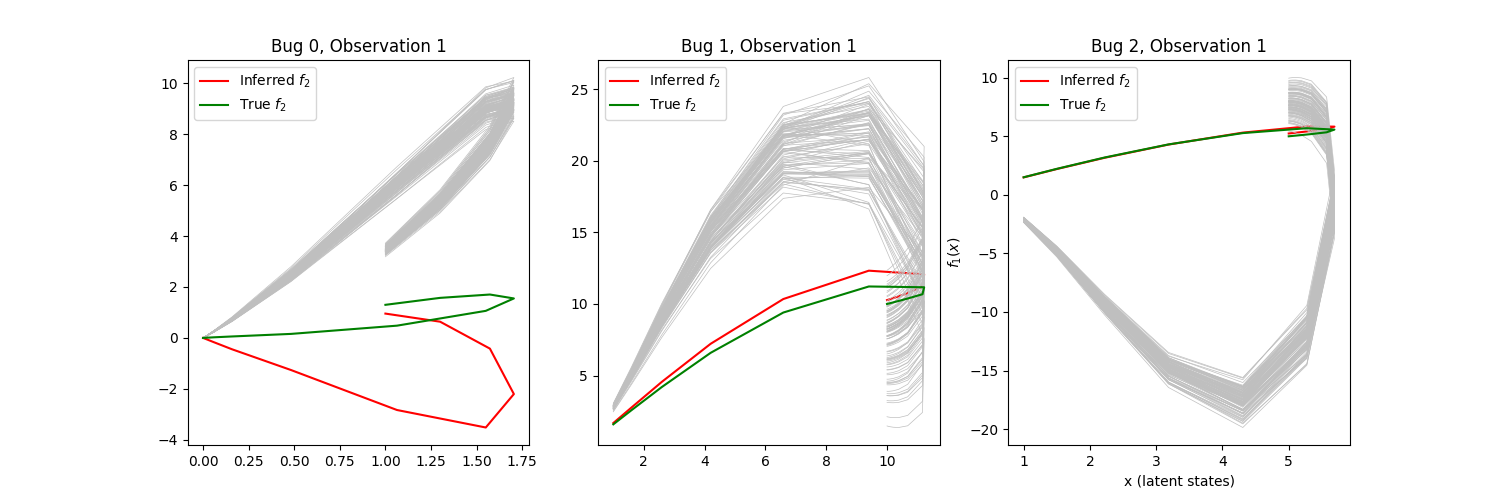 Bug 0, Observation 1
Inferred f₂
True f₂
10
8
6
4
2
0
−2
−4
0.00 0.25 0.50 0.75 1.00 1.25 1.50 1.75
Bug 1, Observation 1
Inferred f₂
True f₂
25
20
15
10
5
2 4 6 8 10
Bug 2, Observation 1
Inferred f₂
True f₂
f₁(x)
10
5
0
−5
−10
−15
−20
1 2 3 4 5
x (latent states)